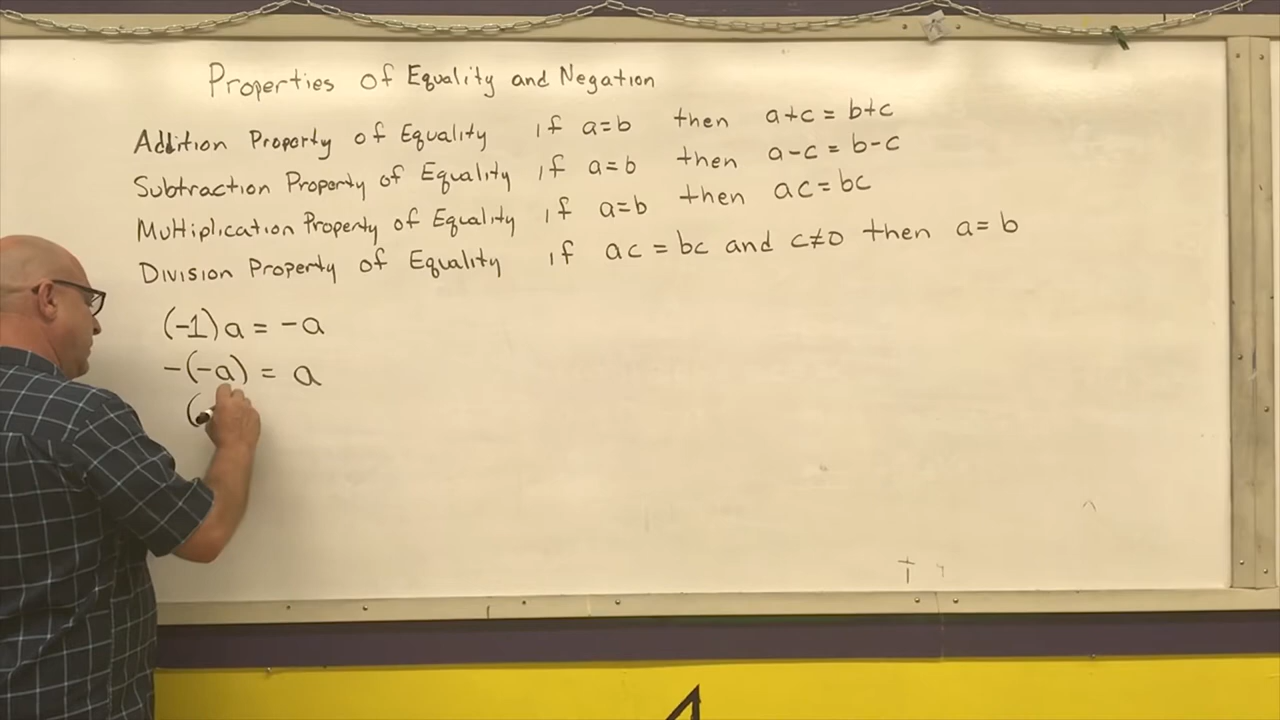 Properties of Equality and Negation
Addition Property of Equality if a=b then a+c = b+c
Subtraction Property of Equality if a=b then a-c = b-c
Multiplication Property of Equality if a=b then ac = bc
Division Property of Equality if ac = bc and c≠0 then a = b
(-1)a = -a
-(-a) = a
(